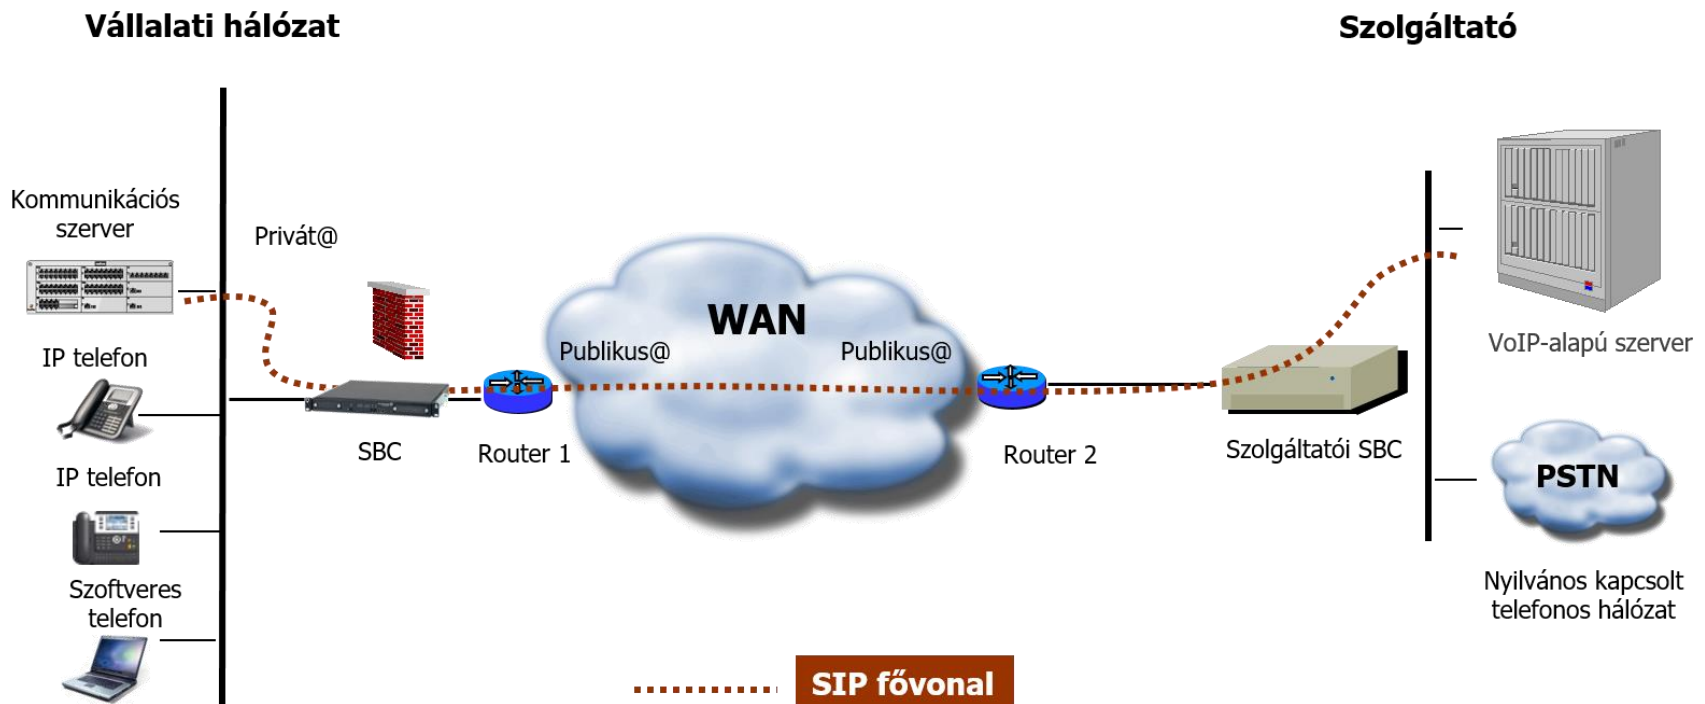 Vállalati hálózat
Szolgáltató
Kommunikációs
szerver
Privát@
IP telefon
IP telefon
Szoftveres
telefon
SBC
Router 1
WAN
Publikus@
Publikus@
Router 2
Szolgáltatói SBC
VoIP-alapú szerver
PSTN
Nyilvános kapcsolt
telefonos hálózat
SIP fővonal